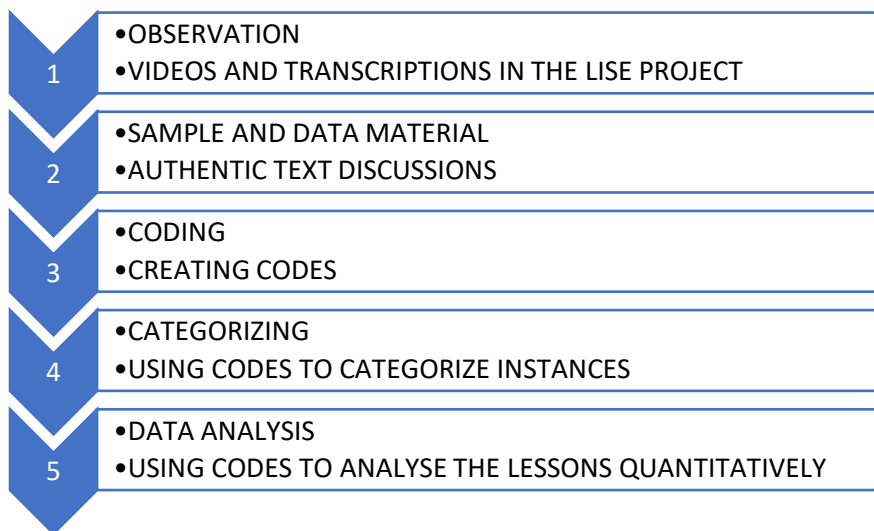 1
•OBSERVATION
•VIDEOS AND TRANSCRIPTIONS IN THE LISE PROJECT
2
•SAMPLE AND DATA MATERIAL
•AUTHENTIC TEXT DISCUSSIONS
3
•CODING
•CREATING CODES
4
•CATEGORIZING
•USING CODES TO CATEGORIZE INSTANCES
5
•DATA ANALYSIS
•USING CODES TO ANALYSE THE LESSONS QUANTITATIVELY